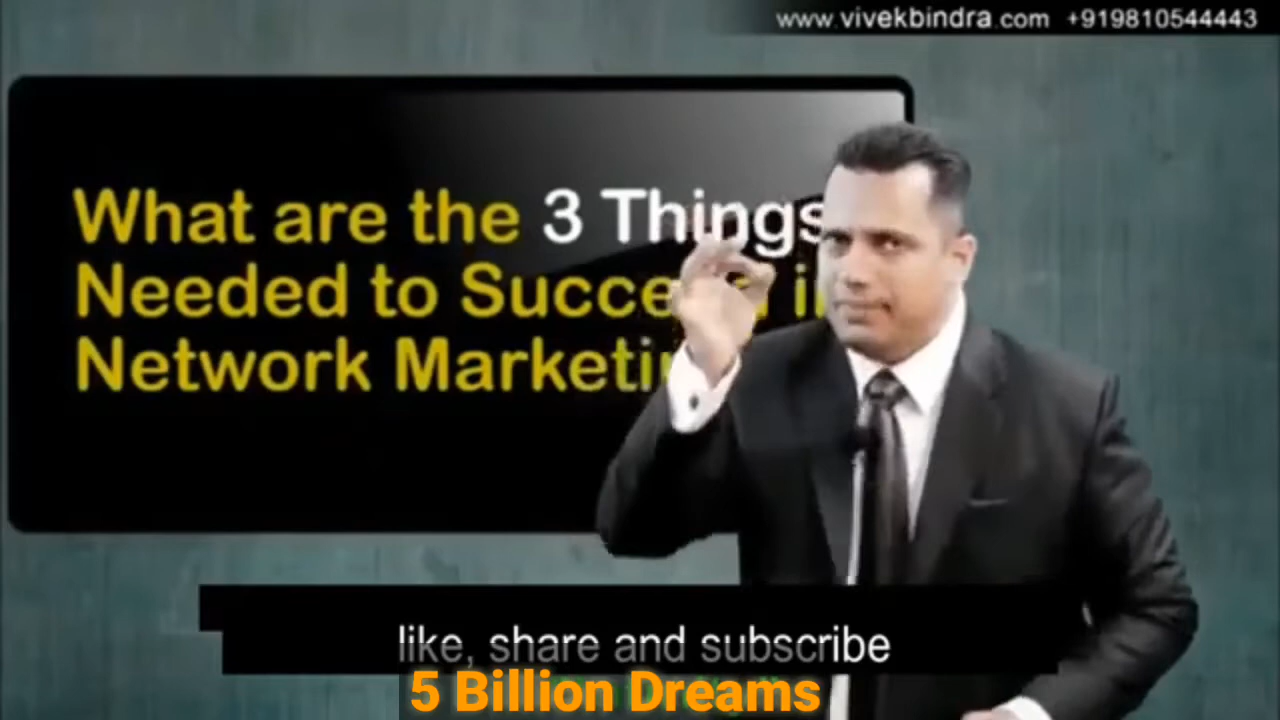 www.vivekbindra.com +919810544443
What are the 3 Things
Needed to
Network
like, share and subscribe
5 Billion Dreams